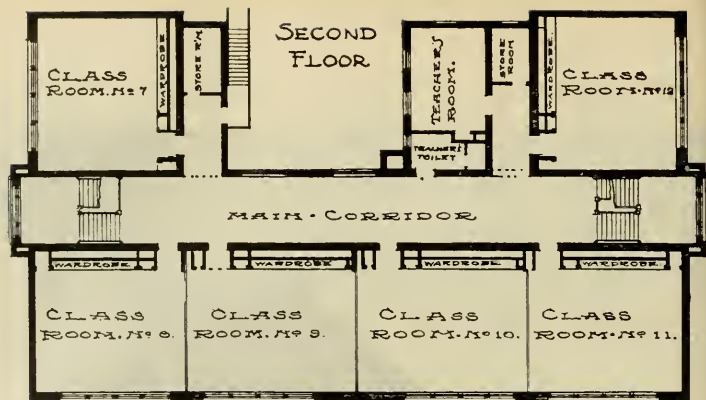 SECOND
FLOOR
CLASS
ROOM. No 7
WARDROBE
STORE R'M
TEACHER'S
ROOM.
STORE
ROOM
WARDROBE
CLASS
ROOM. No 12
TEACHER'S
TOILET
MAIN - CORRIDOR
WARDROBE
WARDROBE
WARDROBE
WARDROBE
CLASS
ROOM. No 8.
CLASS
ROOM. No 9.
CLASS
ROOM. No 10.
CLASS
ROOM. No 11.